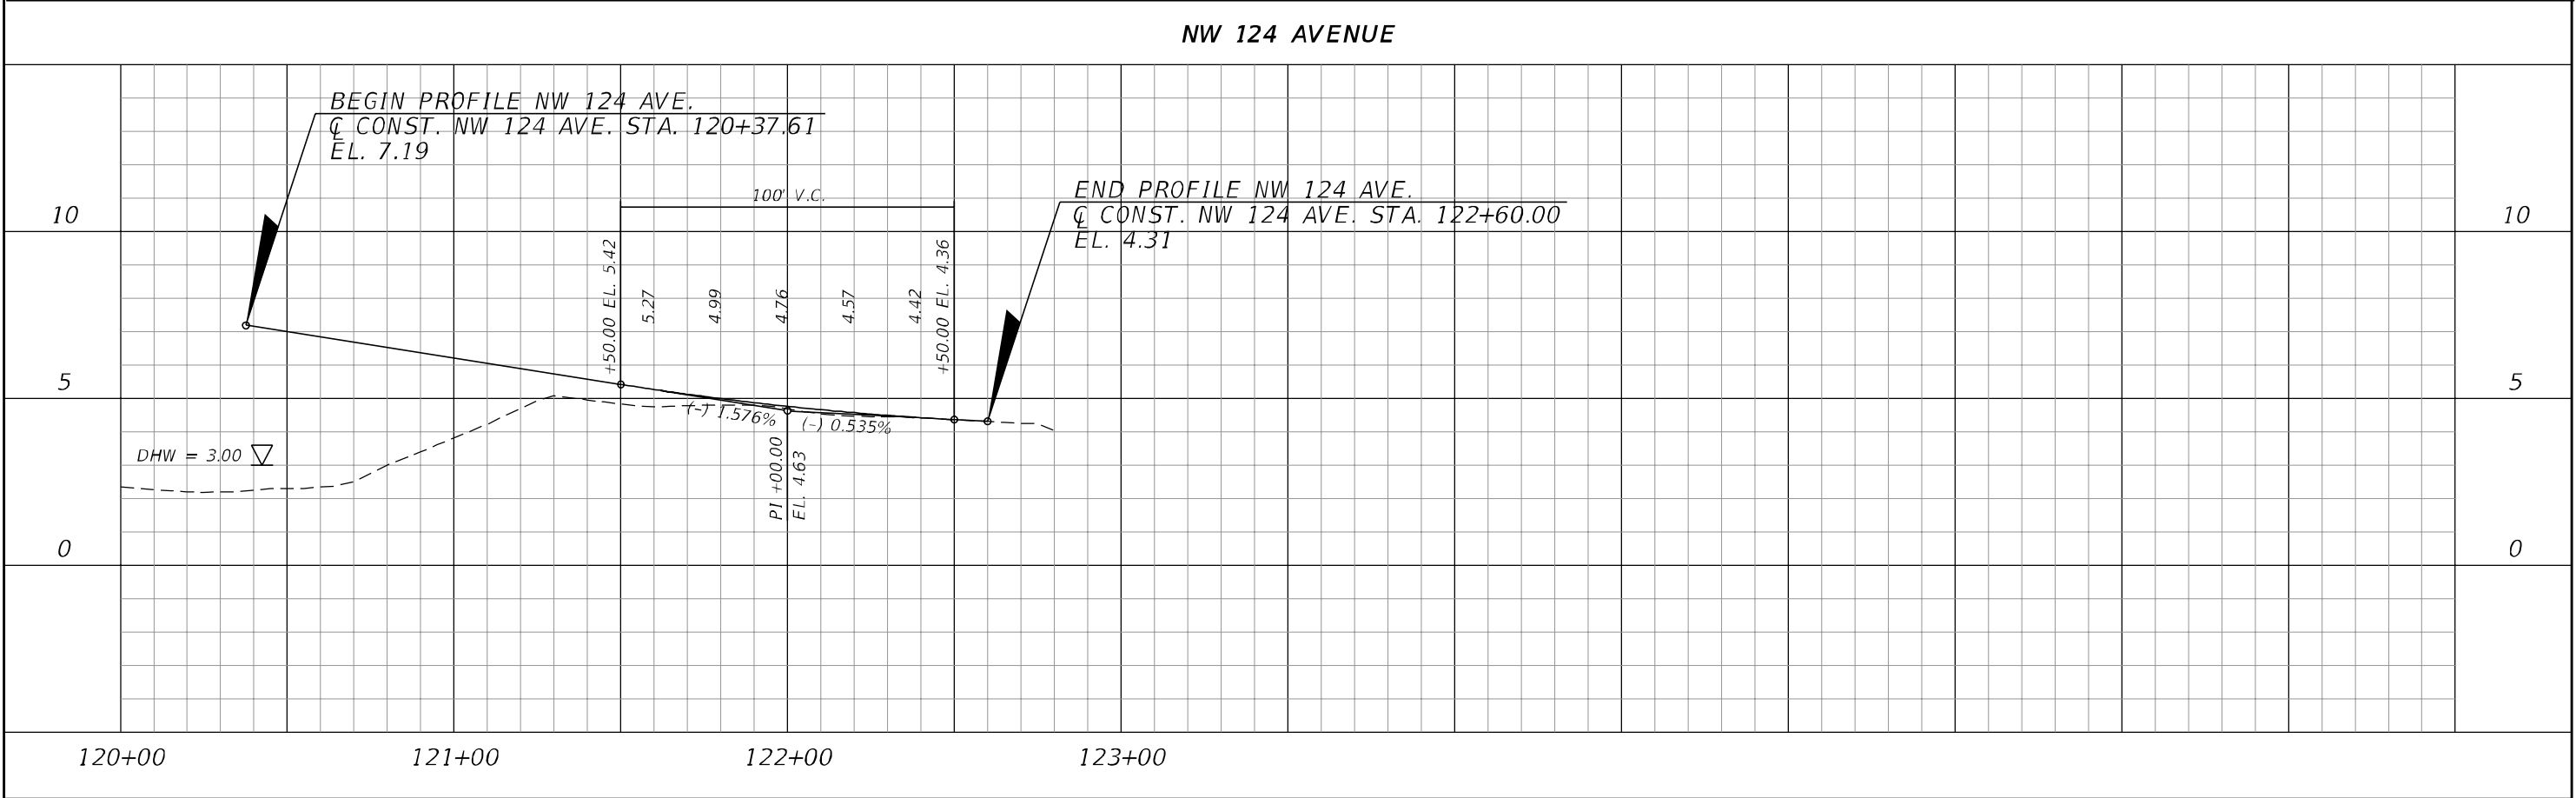 NW 124 AVENUE
BEGIN PROFILE NW 124 AVE.
℄ CONST. NW 124 AVE. STA. 120+37.61
EL. 7.19
100' V.C.
END PROFILE NW 124 AVE.
℄ CONST. NW 124 AVE. STA. 122+60.00
EL. 4.31
10
10
+50.00 EL. 5.42
5.27
4.99
4.76
4.57
4.42
+50.00 EL. 4.36
5
5
(-) 1.576%
(-) 0.535%
DHW = 3.00
PI +00.00
EL. 4.63
0
0
120+00
121+00
122+00
123+00